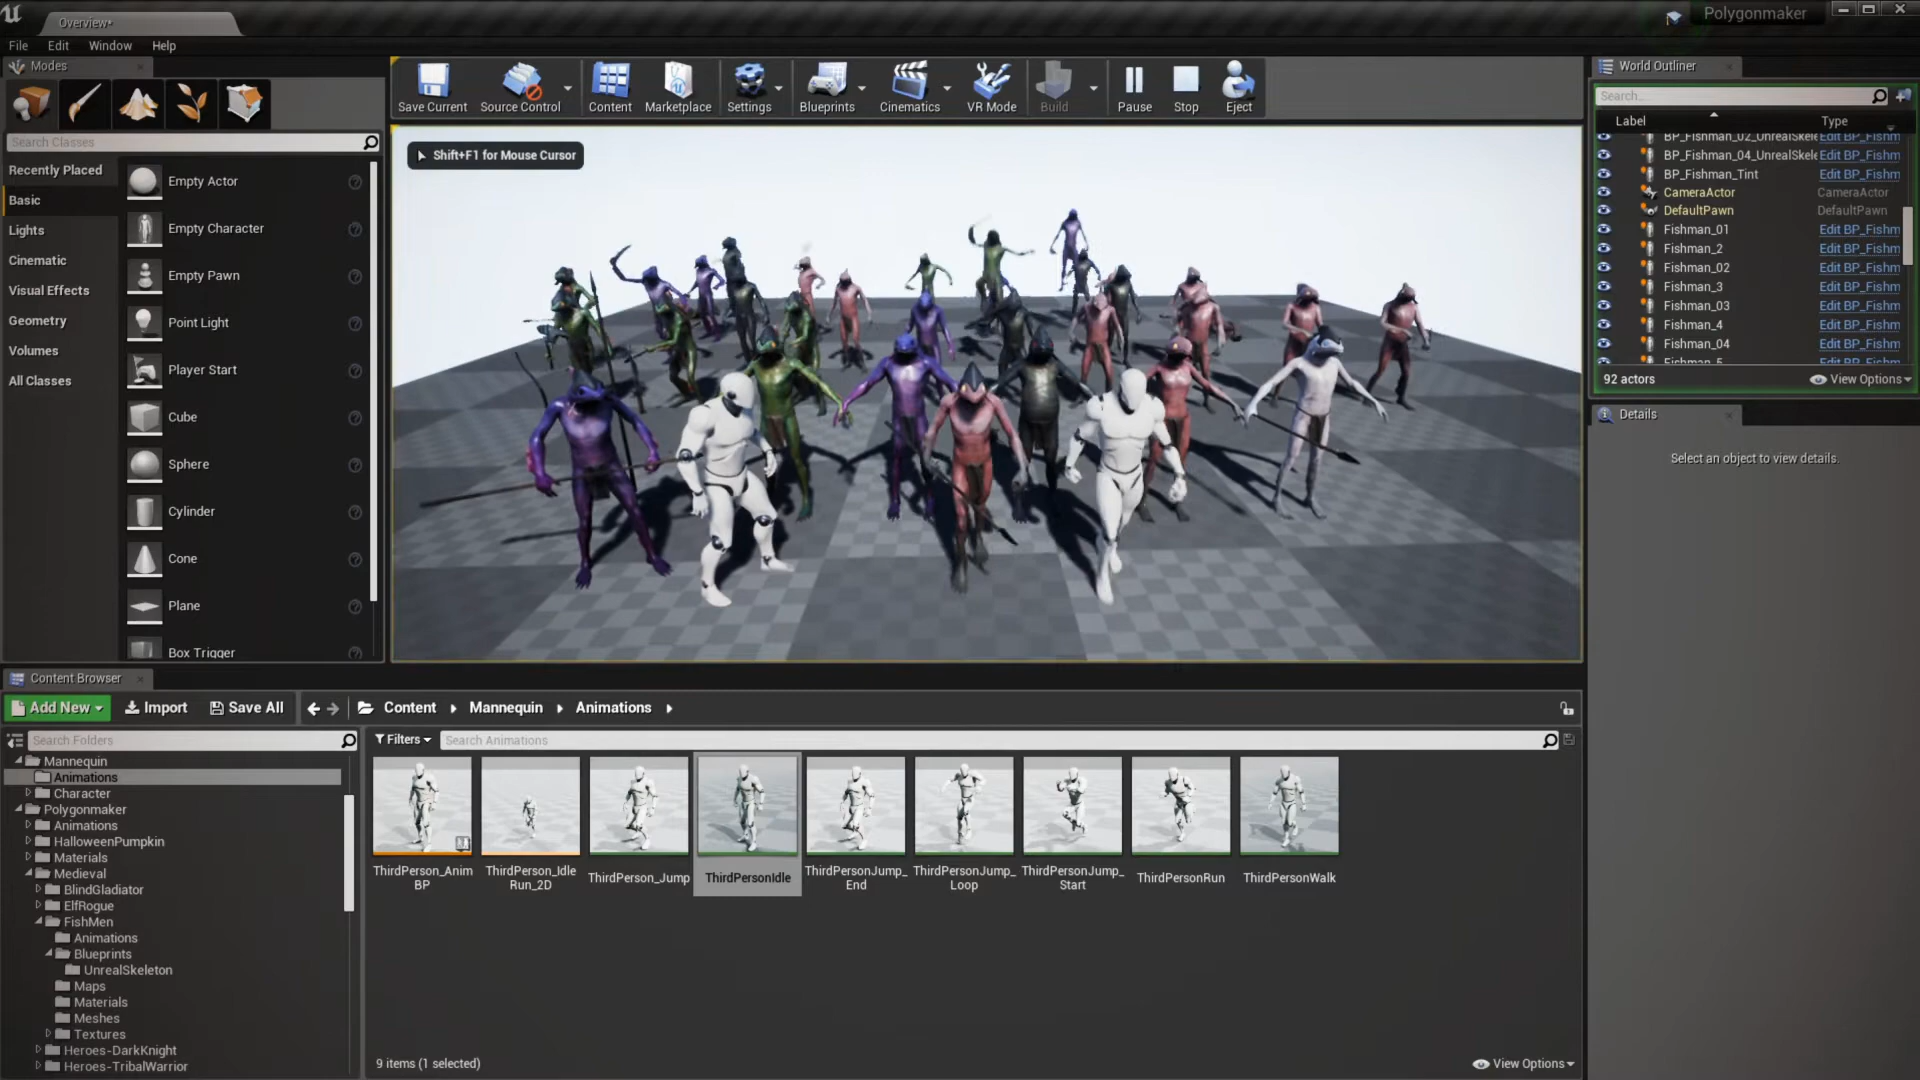 Overview*
Polygonmaker
File Edit Window Help
Modes
Search Classes
Recently Placed
Basic
Lights
Cinematic
Visual Effects
Geometry
Volumes
All Classes
Empty Actor
Empty Character
Empty Pawn
Point Light
Player Start
Cube
Sphere
Cylinder
Cone
Plane
Box Trigger
Save Current
Source Control
Content
Marketplace
Settings
Blueprints
Cinematics
VR Mode
Build
Pause
Stop
Eject
Shift+F1 for Mouse Cursor
World Outliner
Search...
Label Type
BP_Fishman_02_UnrealSkele Edit BP_Fishm
BP_Fishman_04_UnrealSkele Edit BP_Fishm
BP_Fishman_Tint Edit BP_Fishm
CameraActor CameraActor
DefaultPawn DefaultPawn
Fishman_01 Edit BP_Fishm
Fishman_2 Edit BP_Fishm
Fishman_02 Edit BP_Fishm
Fishman_3 Edit BP_Fishm
Fishman_03 Edit BP_Fishm
Fishman_4 Edit BP_Fishm
Fishman_04 Edit BP_Fishm
Fishman_5 Edit BP_Fishm
92 actors
View Options
Details
Select an object to view details.
Content Browser
Add New
Import
Save All
Content Mannequin Animations
Search Folders
Mannequin
Animations
Character
Polygonmaker
Animations
HalloweenPumpkin
Materials
Medieval
BlindGladiator
ElfRogue
FishMen
Animations
Blueprints
UnrealSkeleton
Maps
Materials
Meshes
Textures
Heroes-DarkKnight
Heroes-TribalWarrior
Filters
Search Animations
ThirdPerson_Anim
BP
ThirdPerson_Idle
Run_2D
ThirdPerson_Jump
ThirdPersonIdle
ThirdPersonJump_
End
ThirdPersonJump_
Loop
ThirdPersonJump_
Start
ThirdPersonRun
ThirdPersonWalk
9 items (1 selected)
View Options